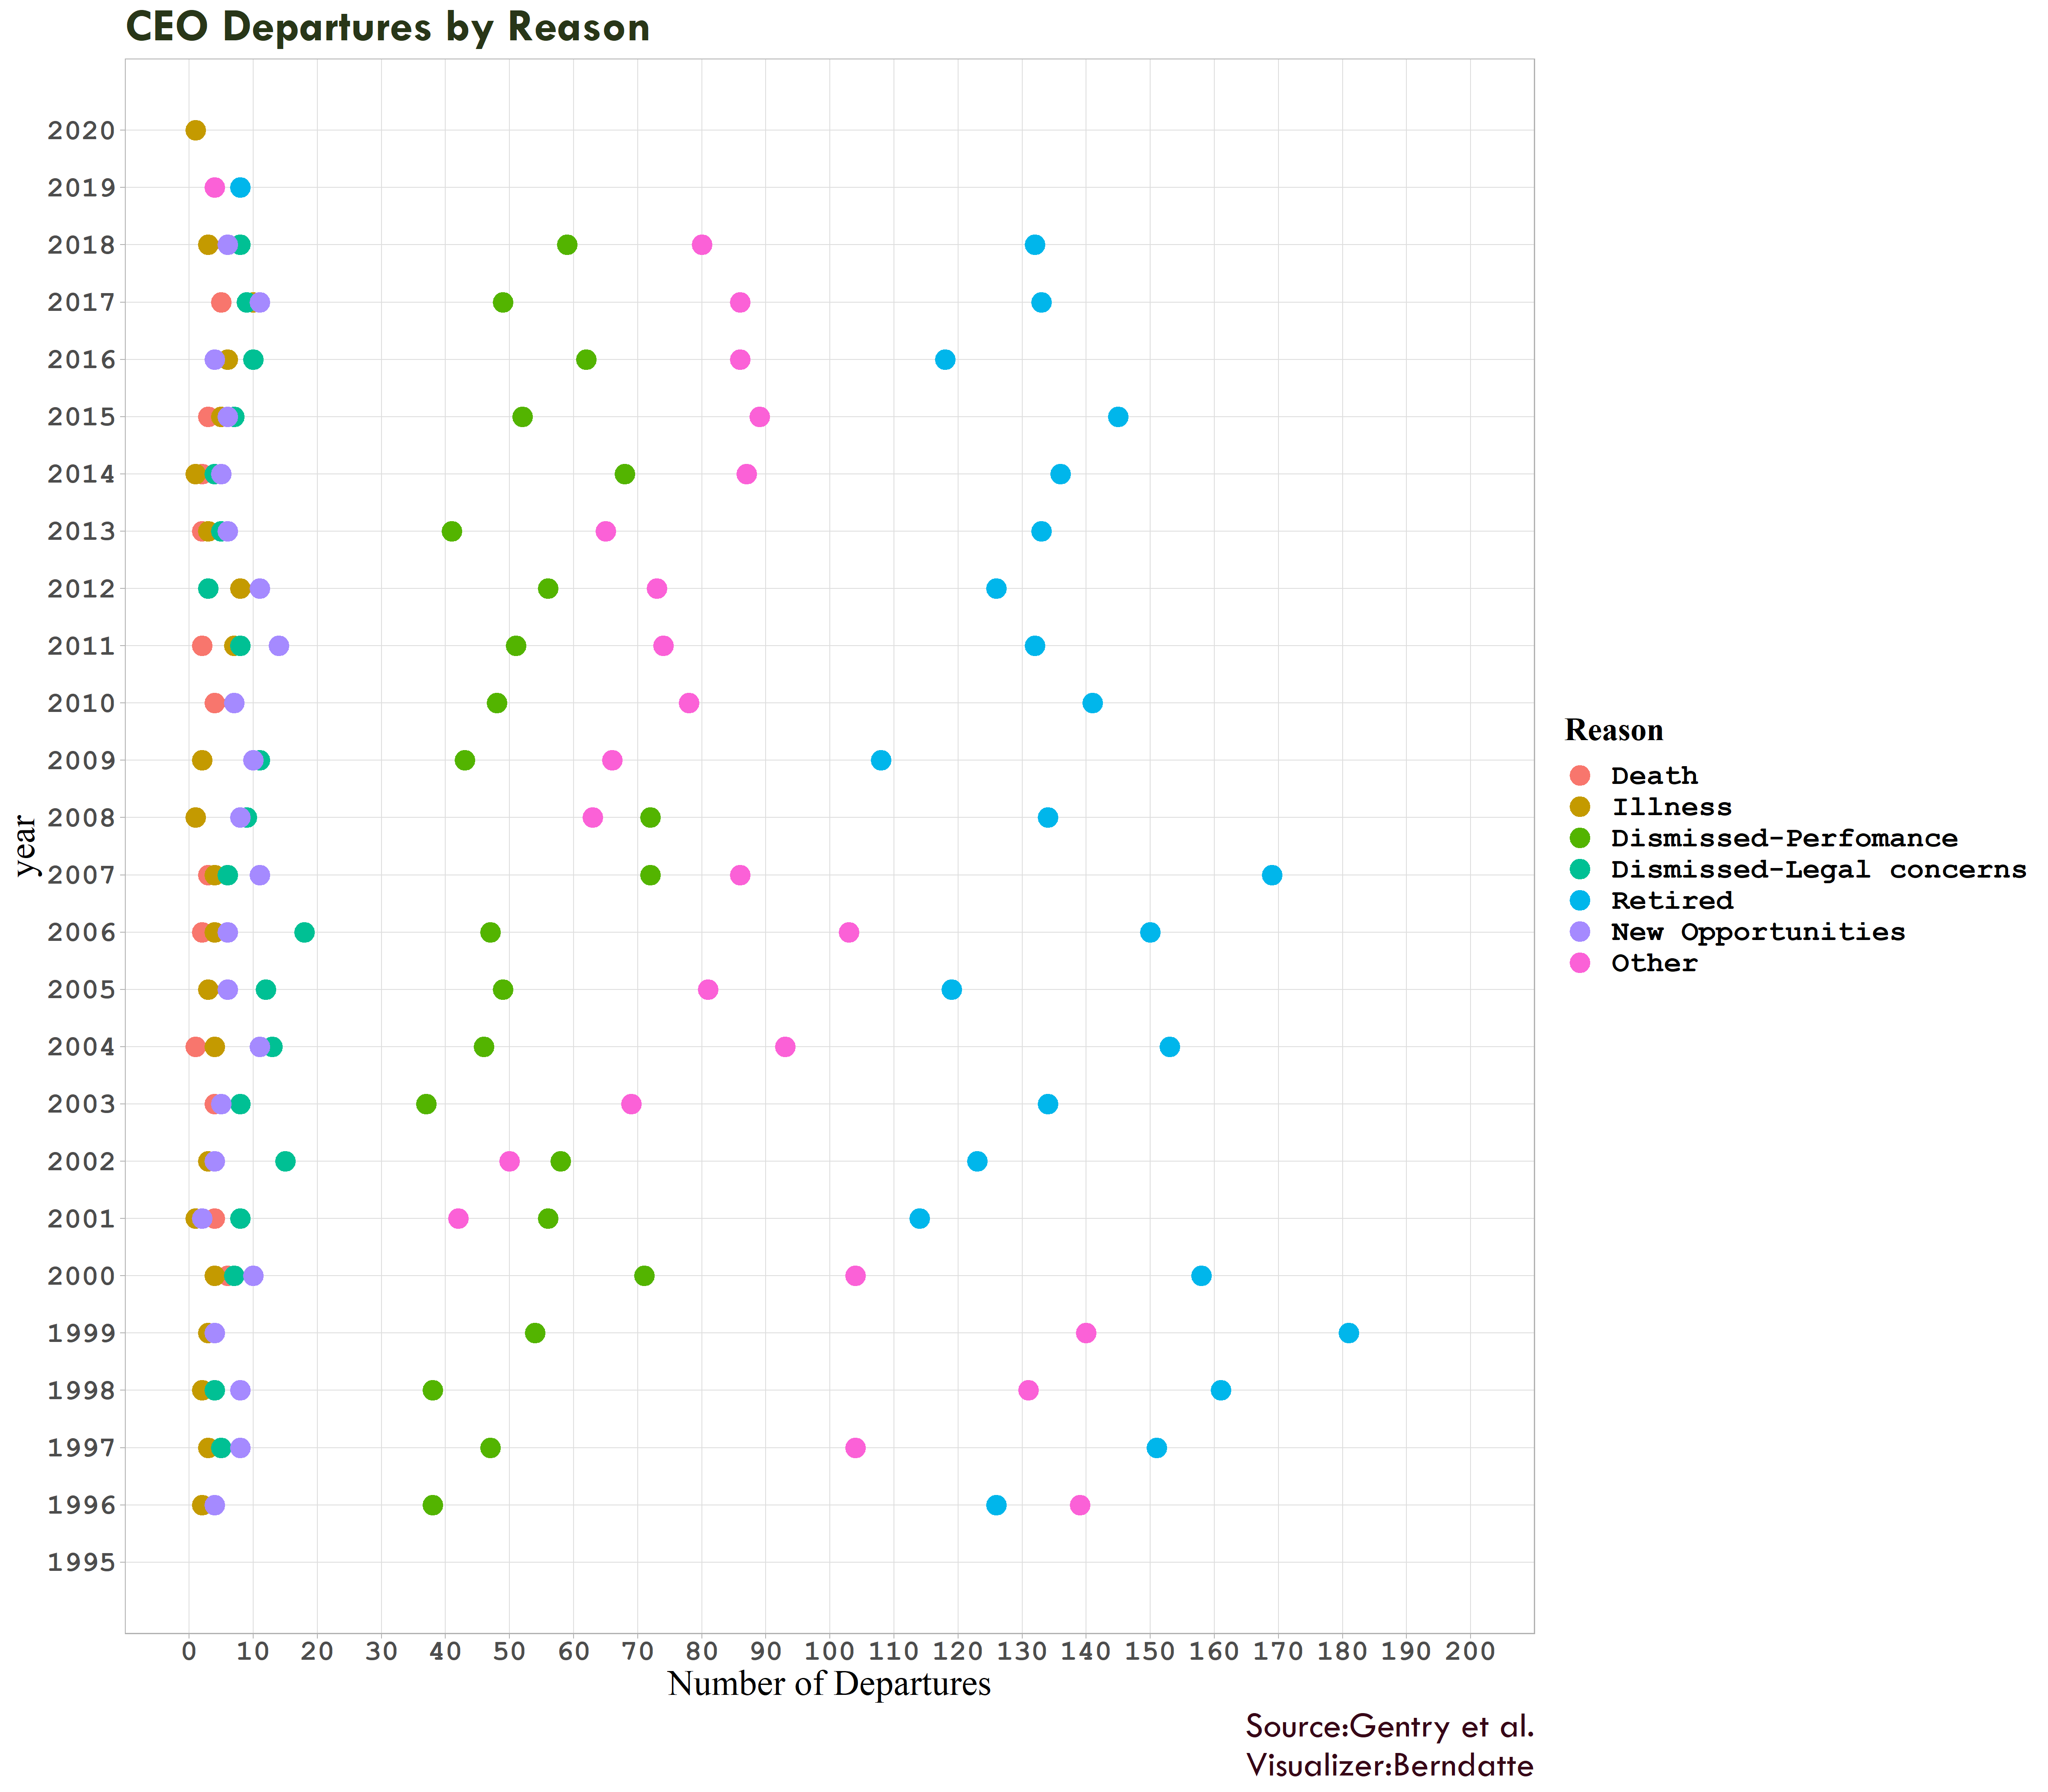 CEO Departures by Reason
2020
2019
2018
2017
2016
2015
2014
2013
2012
2011
2010
2009
2008
2007
2006
2005
2004
2003
2002
2001
2000
1999
1998
1997
1996
1995
year
0 10 20 30 40 50 60 70 80 90 100 110 120 130 140 150 160 170 180 190 200
Number of Departures
Reason
Death
Illness
Dismissed-Perfomance
Dismissed-Legal concerns
Retired
New Opportunities
Other
Source:Gentry et al.
Visualizer:Berndatte